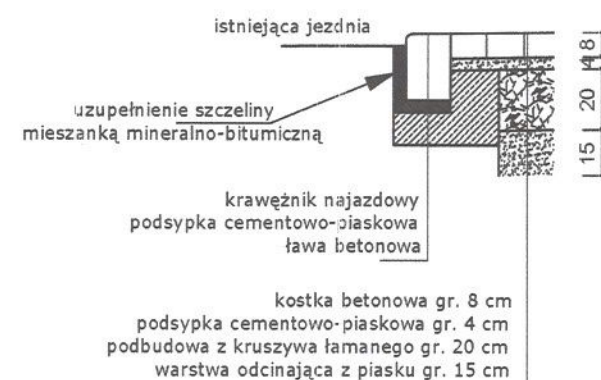 istniejąca jezdnia
8
4
20
15
uzupełnienie szczeliny
mieszanką mineralno-bitumiczną
krawężnik najazdowy
podsypka cementowo-piaskowa
ława betonowa
kostka betonowa gr. 8 cm
podsypka cementowo-piaskowa gr. 4 cm
podbudowa z kruszywa łamanego gr. 20 cm
warstwa odcinająca z piasku gr. 15 cm